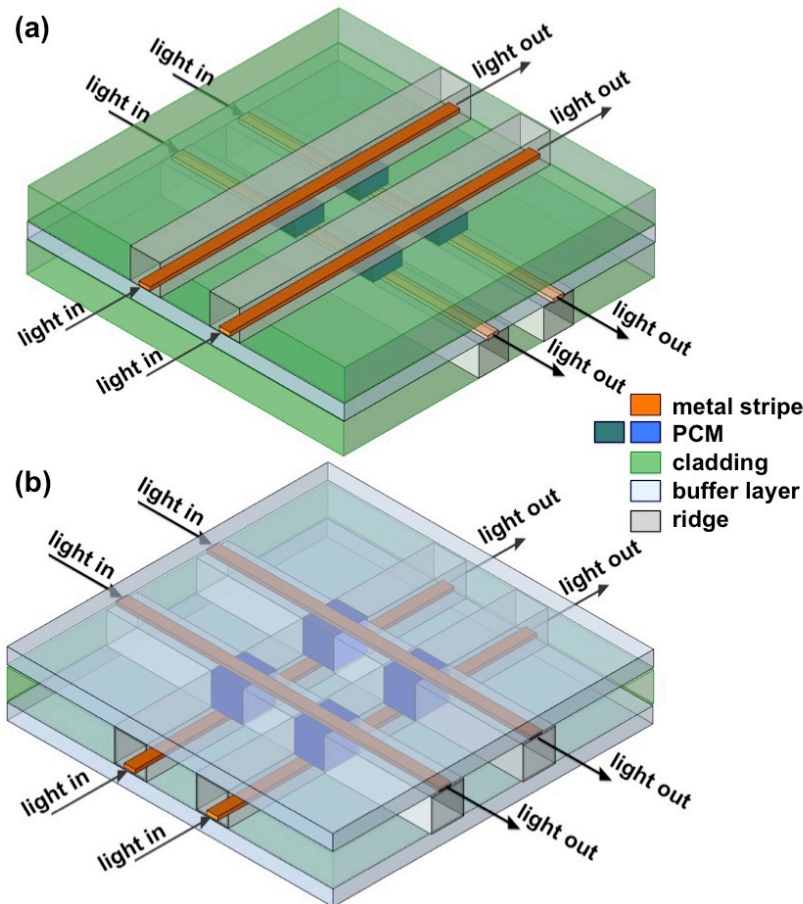 (a)
light in
light in
light out
light out
light in
light in
light out
light out
metal stripe
PCM
cladding
buffer layer
ridge
(b)
light in
light in
light out
light out
light in
light in
light out
light out